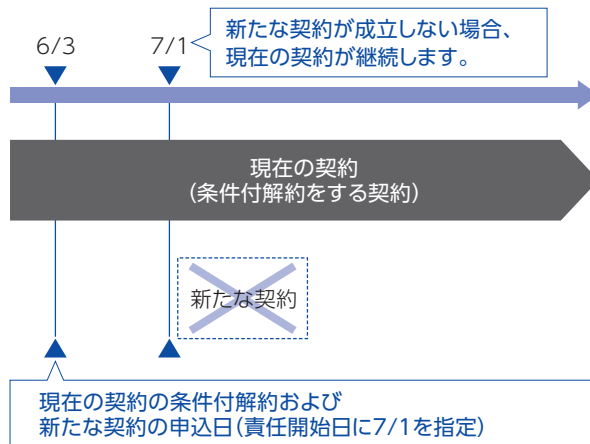 6/3
7/1
新たな契約が成立しない場合、
現在の契約が継続します。
現在の契約
(条件付解約をする契約)
新たな契約
現在の契約の条件付解約および
新たな契約の申込日(責任開始日に7/1を指定)